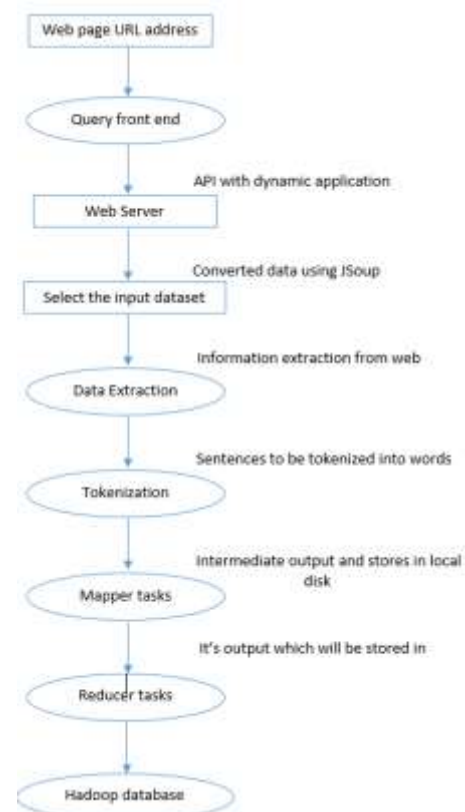 Web page URL address
Query front end
API with dynamic application
Web Server
Converted data using JSoup
Select the input dataset
Information extraction from web
Data Extraction
Sentences to be tokenized into words
Tokenization
Intermediate output and stores in local
disk
Mapper tasks
It's output which will be stored in
Reducer tasks
Hadoop database